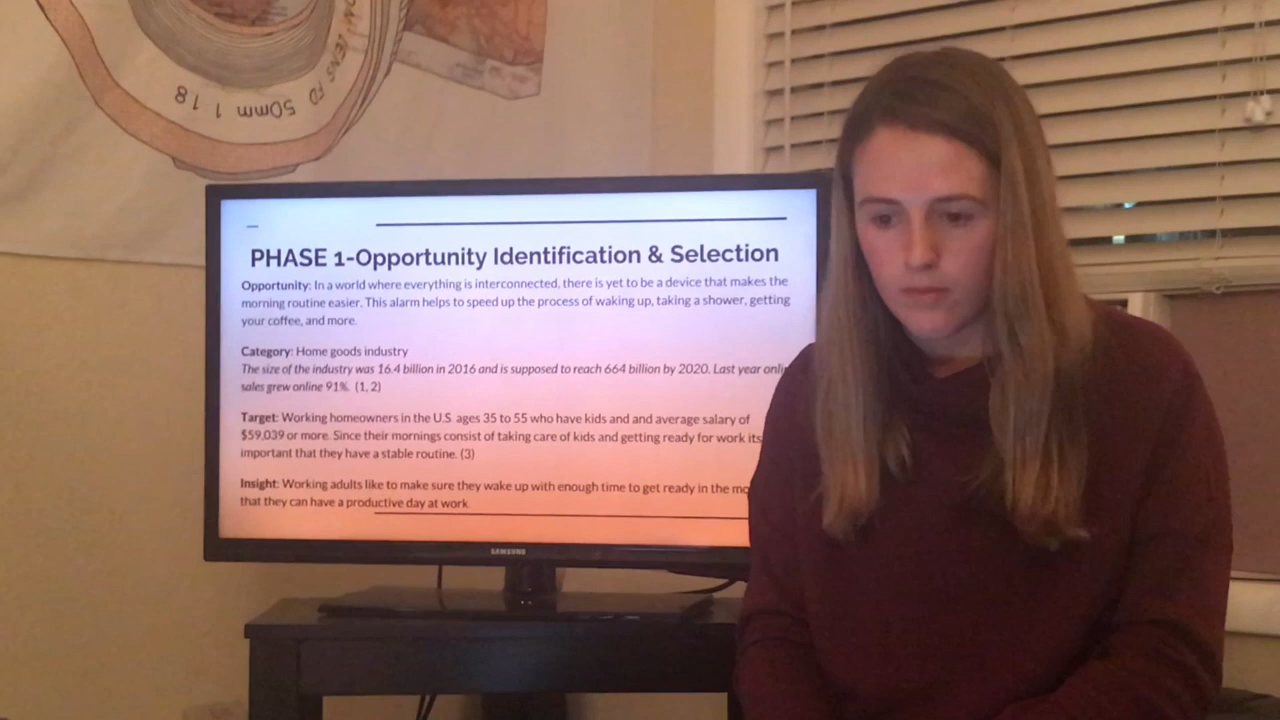 LENS FD 50mm 1 1.8
PHASE 1-Opportunity Identification & Selection
Opportunity: In a world where everything is interconnected, there is yet to be a device that makes the
morning routine easier. This alarm helps to speed up the process of waking up, taking a shower, getting
your coffee, and more.
Category: Home goods industry
The size of the industry was 16.4 billion in 2016 and is supposed to reach 664 billion by 2020. Last year
sales grew online 91%. (1, 2)
Target: Working homeowners in the U.S ages 35 to 55 who have kids and and average salary of
$59,039 or more. Since their mornings consist of taking care of kids and getting ready for work its
important that they have a stable routine. (3)
Insight: Working adults like to make sure they wake up with enough time to get ready in the
that they can have a productive day at work.
SAMSUNG